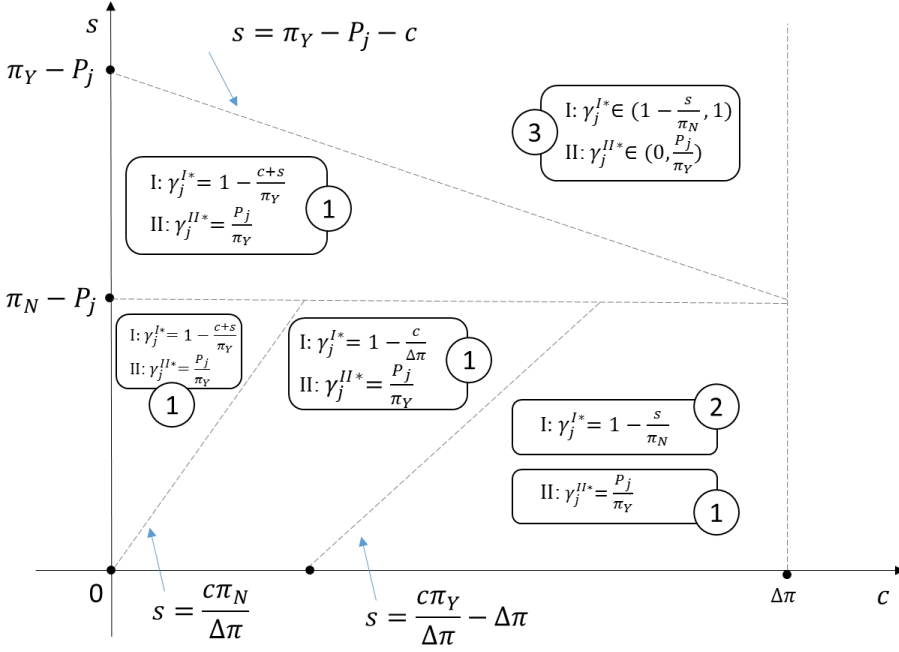 s
s = π_Y − P_j − c
π_Y − P_j
3
I: γ_j^{I*} ∈ (1 − s/π_N, 1)
II: γ_j^{II*} ∈ (0, P_j/π_Y)
I: γ_j^{I*} = 1 − (c+s)/π_Y
II: γ_j^{II*} = P_j/π_Y
1
π_N − P_j
I: γ_j^{I*} = 1 − (c+s)/π_Y
II: γ_j^{II*} = P_j/π_Y
1
I: γ_j^{I*} = 1 − c/Δπ
II: γ_j^{II*} = P_j/π_Y
1
2
I: γ_j^{I*} = 1 − s/π_N
II: γ_j^{II*} = P_j/π_Y
1
0
s = cπ_N/Δπ
s = cπ_Y/Δπ − Δπ
Δπ
c